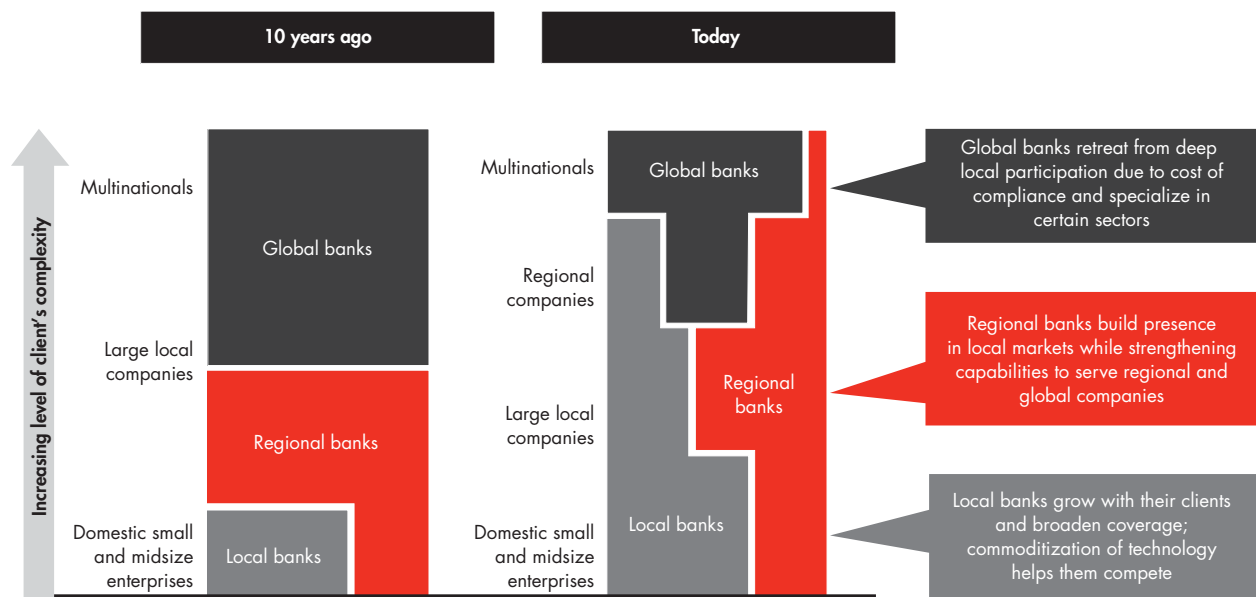 10 years ago
Today
Increasing level of client’s complexity
Multinationals
Large local
companies
Domestic small
and midsize
enterprises
Global banks
Regional banks
Local banks
Multinationals
Regional
companies
Large local
companies
Domestic small
and midsize
enterprises
Global banks
Regional
banks
Local banks
Global banks retreat from deep
local participation due to cost of
compliance and specialize in
certain sectors
Regional banks build presence
in local markets while strengthening
capabilities to serve regional and
global companies
Local banks grow with their clients
and broaden coverage;
commoditization of technology
helps them compete